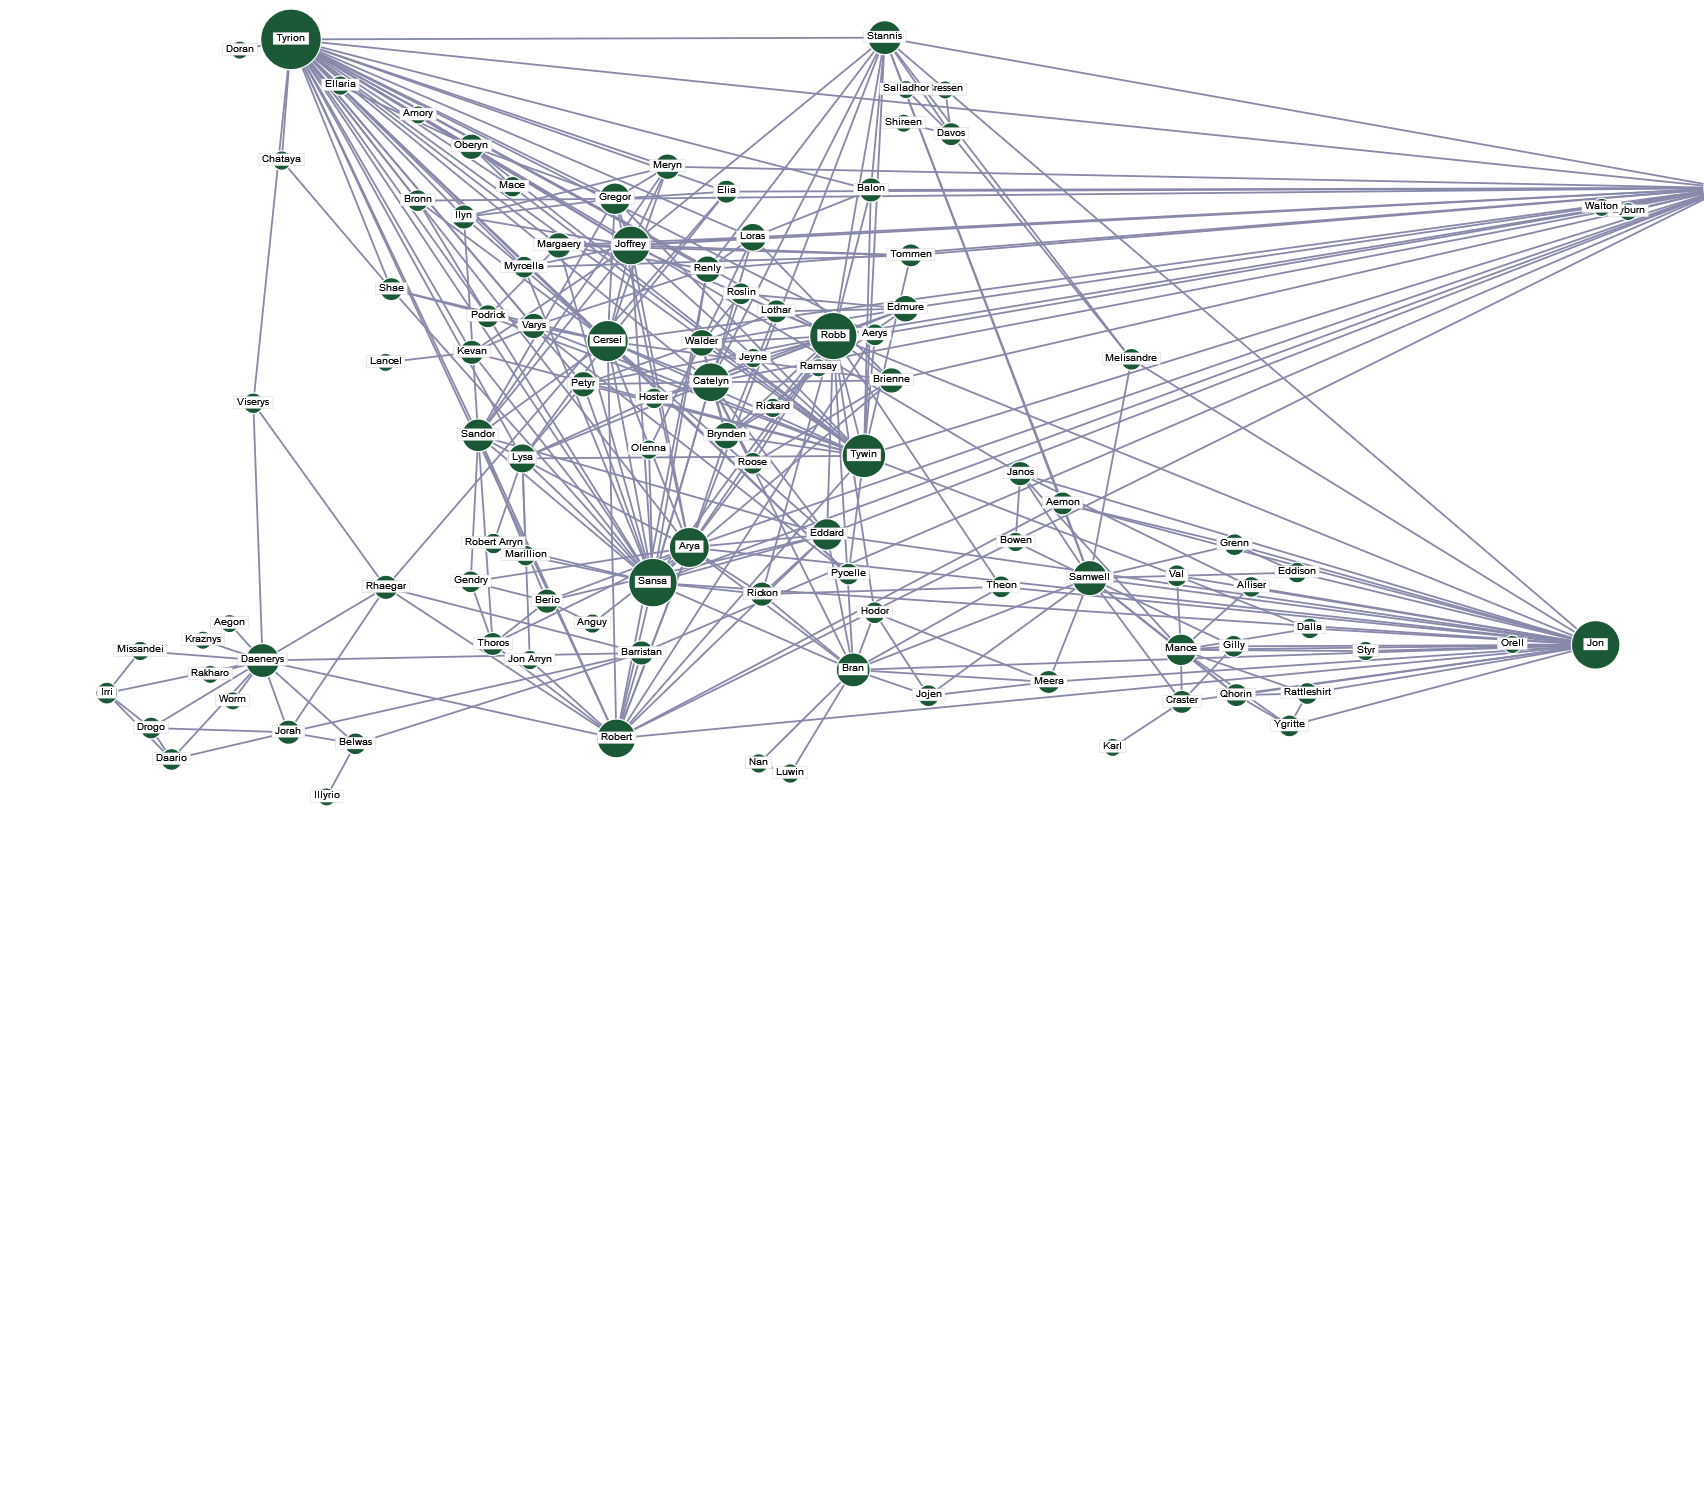 Tyrion
Stannis
Doran
Ellaria
Salladhor
Amory
Shireen
Davos
Oberyn
Chataya
Meryn
Mace
Elia
Balon
Bronn
Gregor
Walton
Ilyn
Loras
Margaery
Joffrey
Tommen
Myrcella
Renly
Shae
Roslin
Edmure
Lothar
Podrick
Varys
Robb
Aerys
Cersei
Walder
Kevan
Jeyne
Melisandre
Lancel
Ramsay
Petyr
Catelyn
Brienne
Hoster
Viserys
Rickard
Sandor
Brynden
Olenna
Lysa
Tywin
Roose
Janos
Aemon
Eddard
Robert Arryn
Bowen
Grenn
Arya
Marillion
Pycelle
Eddison
Gendry
Sansa
Samwell
Val
Rhaegar
Theon
Alliser
Rickon
Beric
Hodor
Aegon
Anguy
Dalla
Kraznys
Thoros
Jon
Orell
Missandei
Mance
Gilly
Styr
Daenerys
Jon Arryn
Barristan
Bran
Rakharo
Meera
Irri
Jojen
Qhorin
Rattleshirt
Worm
Craster
Drogo
Jorah
Ygritte
Belwas
Robert
Karl
Daario
Nan
Luwin
Illyrio